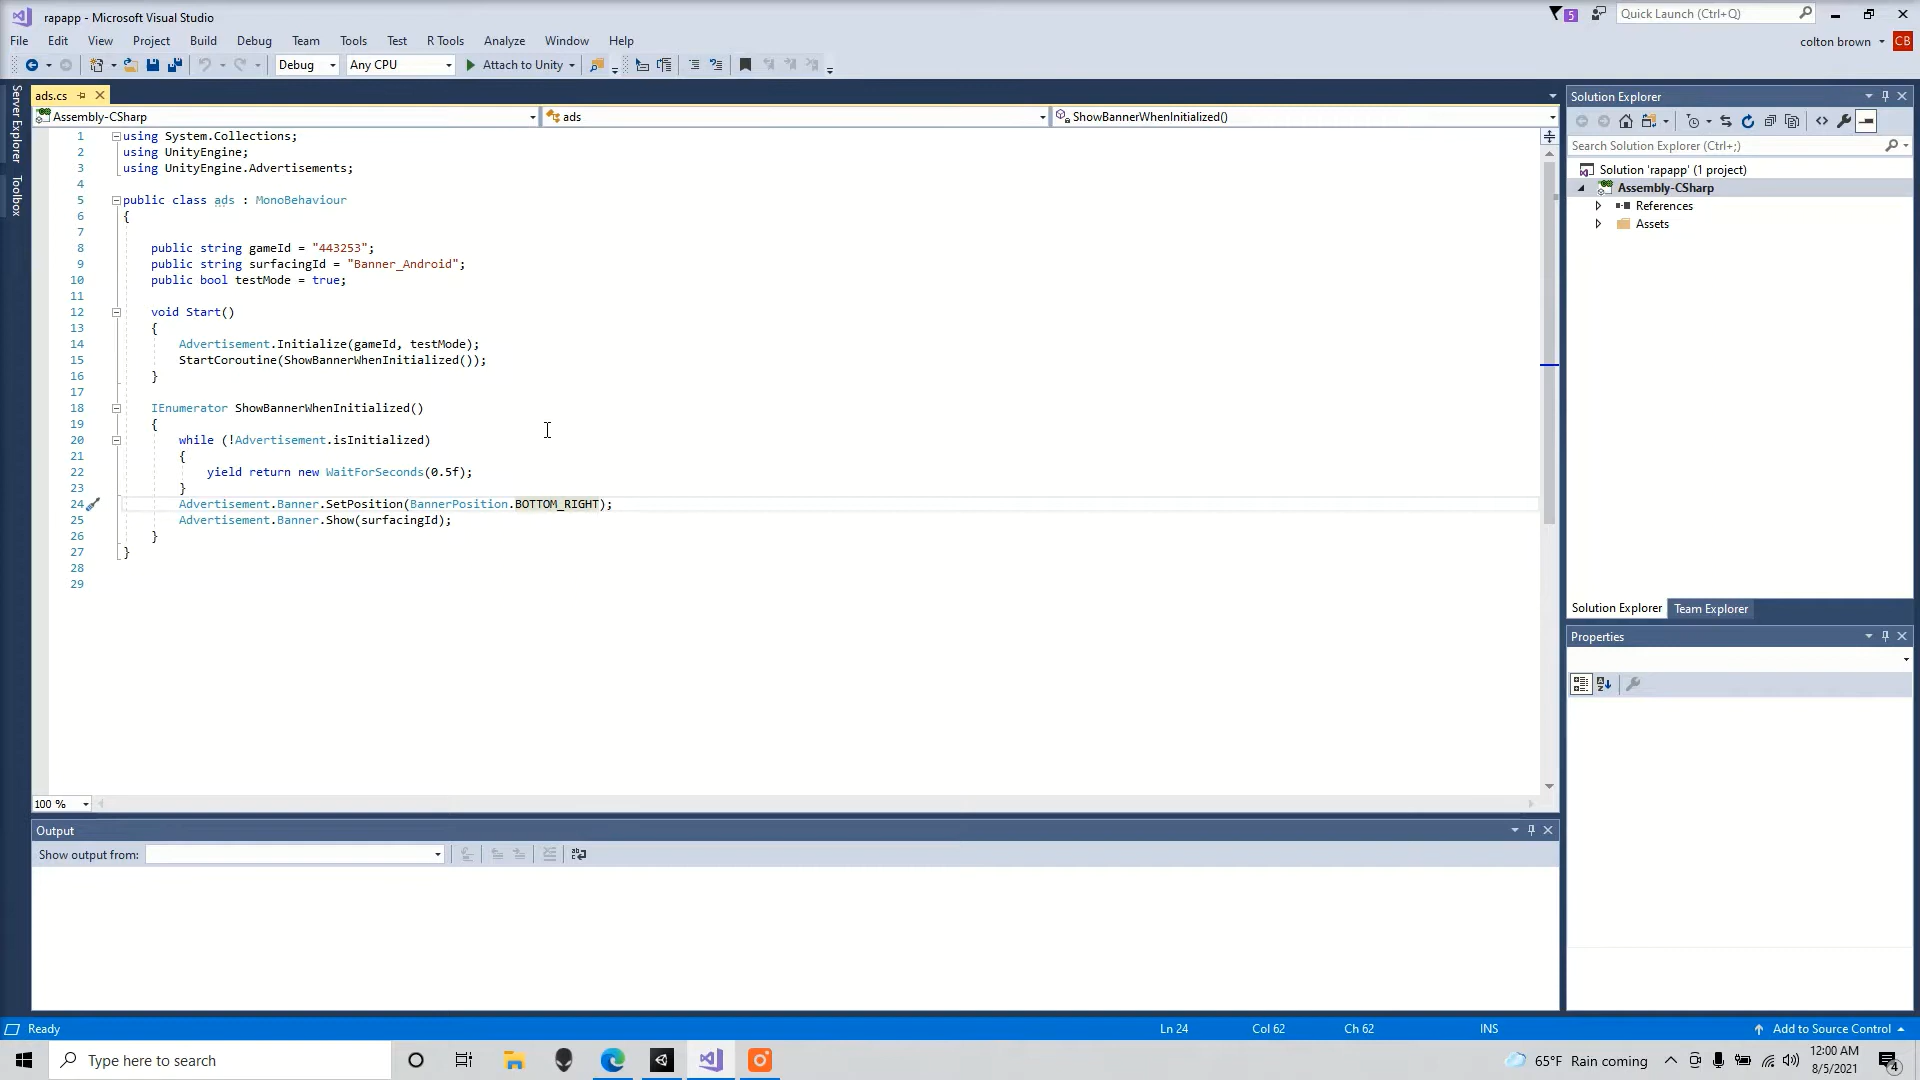 rapapp - Microsoft Visual Studio
5
Quick Launch (Ctrl+Q)
File Edit View Project Build Debug Team Tools Test R Tools Analyze Window Help
colton brown CB
Debug Any CPU Attach to Unity
Server Explorer
Toolbox
ads.cs
Assembly-CSharp ads ShowBannerWhenInitialized()
1 using System.Collections;
2 using UnityEngine;
3 using UnityEngine.Advertisements;
4
5 public class ads : MonoBehaviour
6 {
7
8 public string gameId = "443253";
9 public string surfacingId = "Banner_Android";
10 public bool testMode = true;
11
12 void Start()
13 {
14 Advertisement.Initialize(gameId, testMode);
15 StartCoroutine(ShowBannerWhenInitialized());
16 }
17
18 IEnumerator ShowBannerWhenInitialized()
19 {
20 while (!Advertisement.isInitialized)
21 {
22 yield return new WaitForSeconds(0.5f);
23 }
24 Advertisement.Banner.SetPosition(BannerPosition.BOTTOM_RIGHT);
25 Advertisement.Banner.Show(surfacingId);
26 }
27 }
28
29
100 %
Solution Explorer
Search Solution Explorer (Ctrl+;)
Solution 'rapapp' (1 project)
Assembly-CSharp
References
Assets
Solution Explorer Team Explorer
Properties
Output
Show output from:
Ready Ln 24 Col 62 Ch 62 INS Add to Source Control
Type here to search
65°F Rain coming
12:00 AM
8/5/2021
4